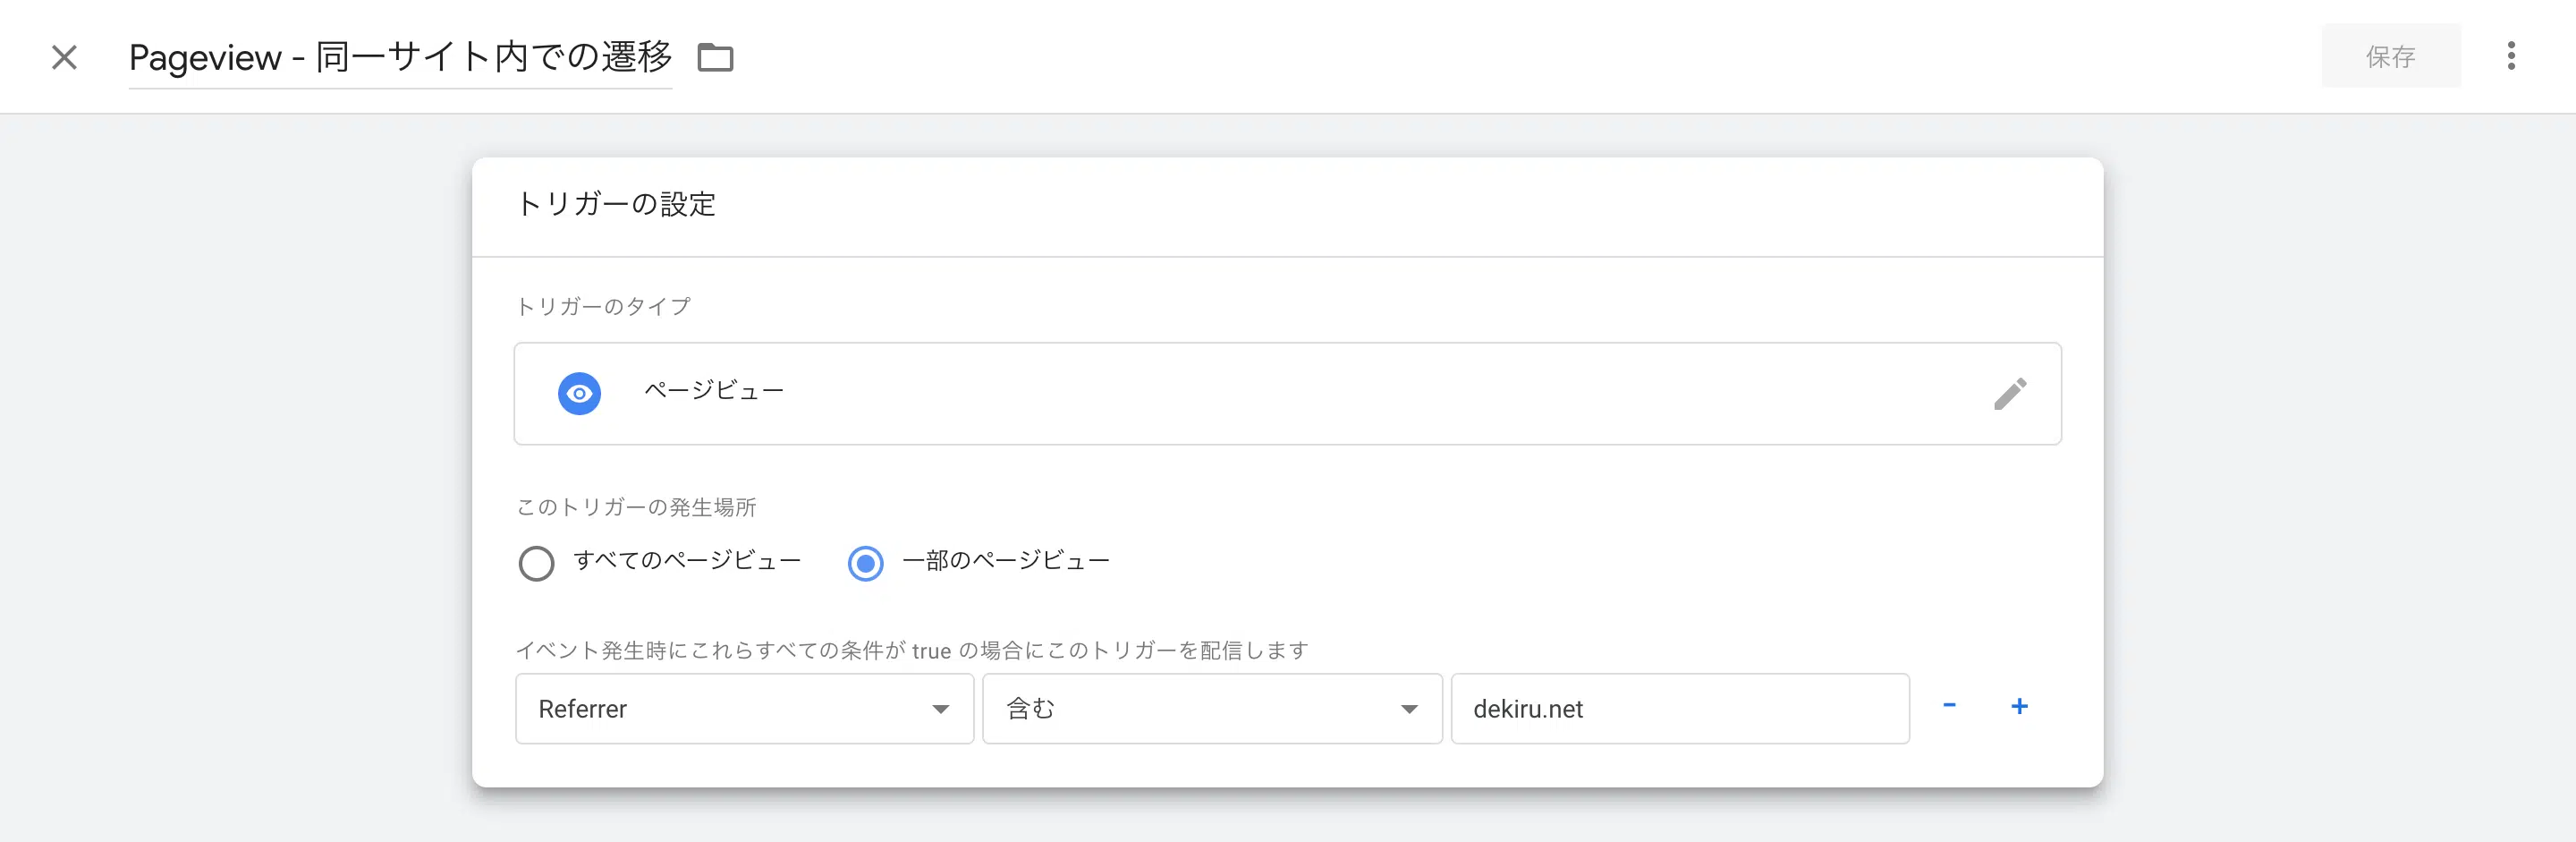 Pageview - 同一サイト内での遷移
保存
トリガーの設定
トリガーのタイプ
ページビュー
このトリガーの発生場所
すべてのページビュー
一部のページビュー
イベント発生時にこれらすべての条件が true の場合にこのトリガーを配信します
Referrer
含む
dekiru.net
- +